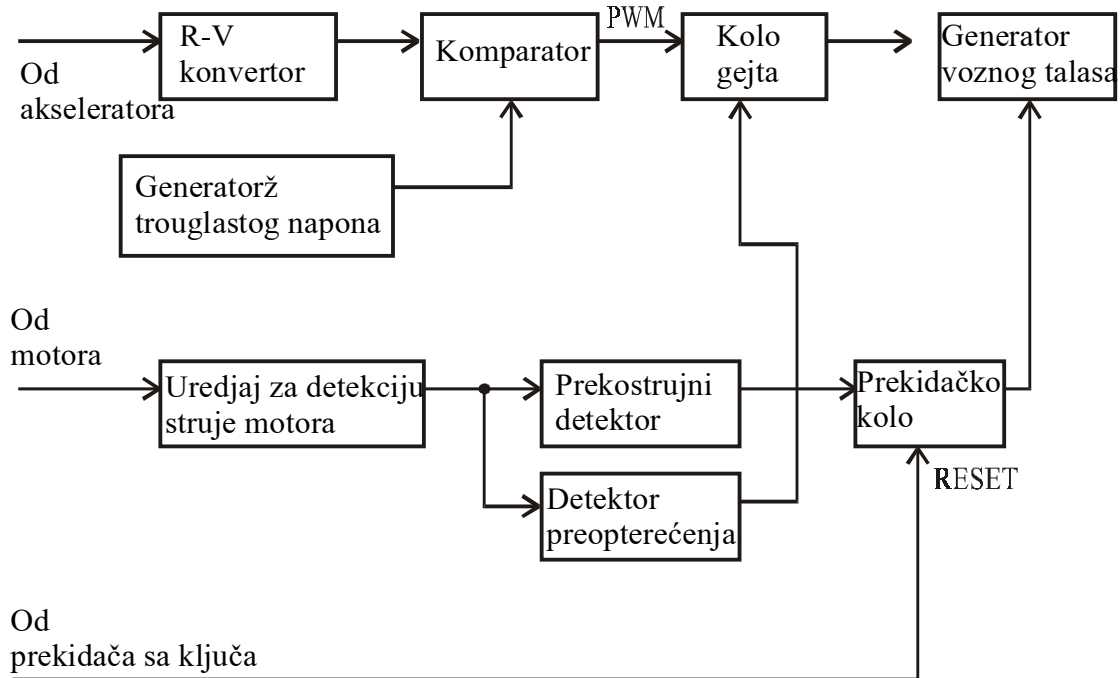 Od
akseleratora
R-V
konvertor
Komparator
PWM
Kolo
gejta
Generator
voznog talasa
Generatorž
trouglastog napona
Od
motora
Uredjaj za detekciju
struje motora
Prekostrujni
detektor
Prekidačko
kolo
Detektor
preopterećenja
RESET
Od
prekidača sa ključa